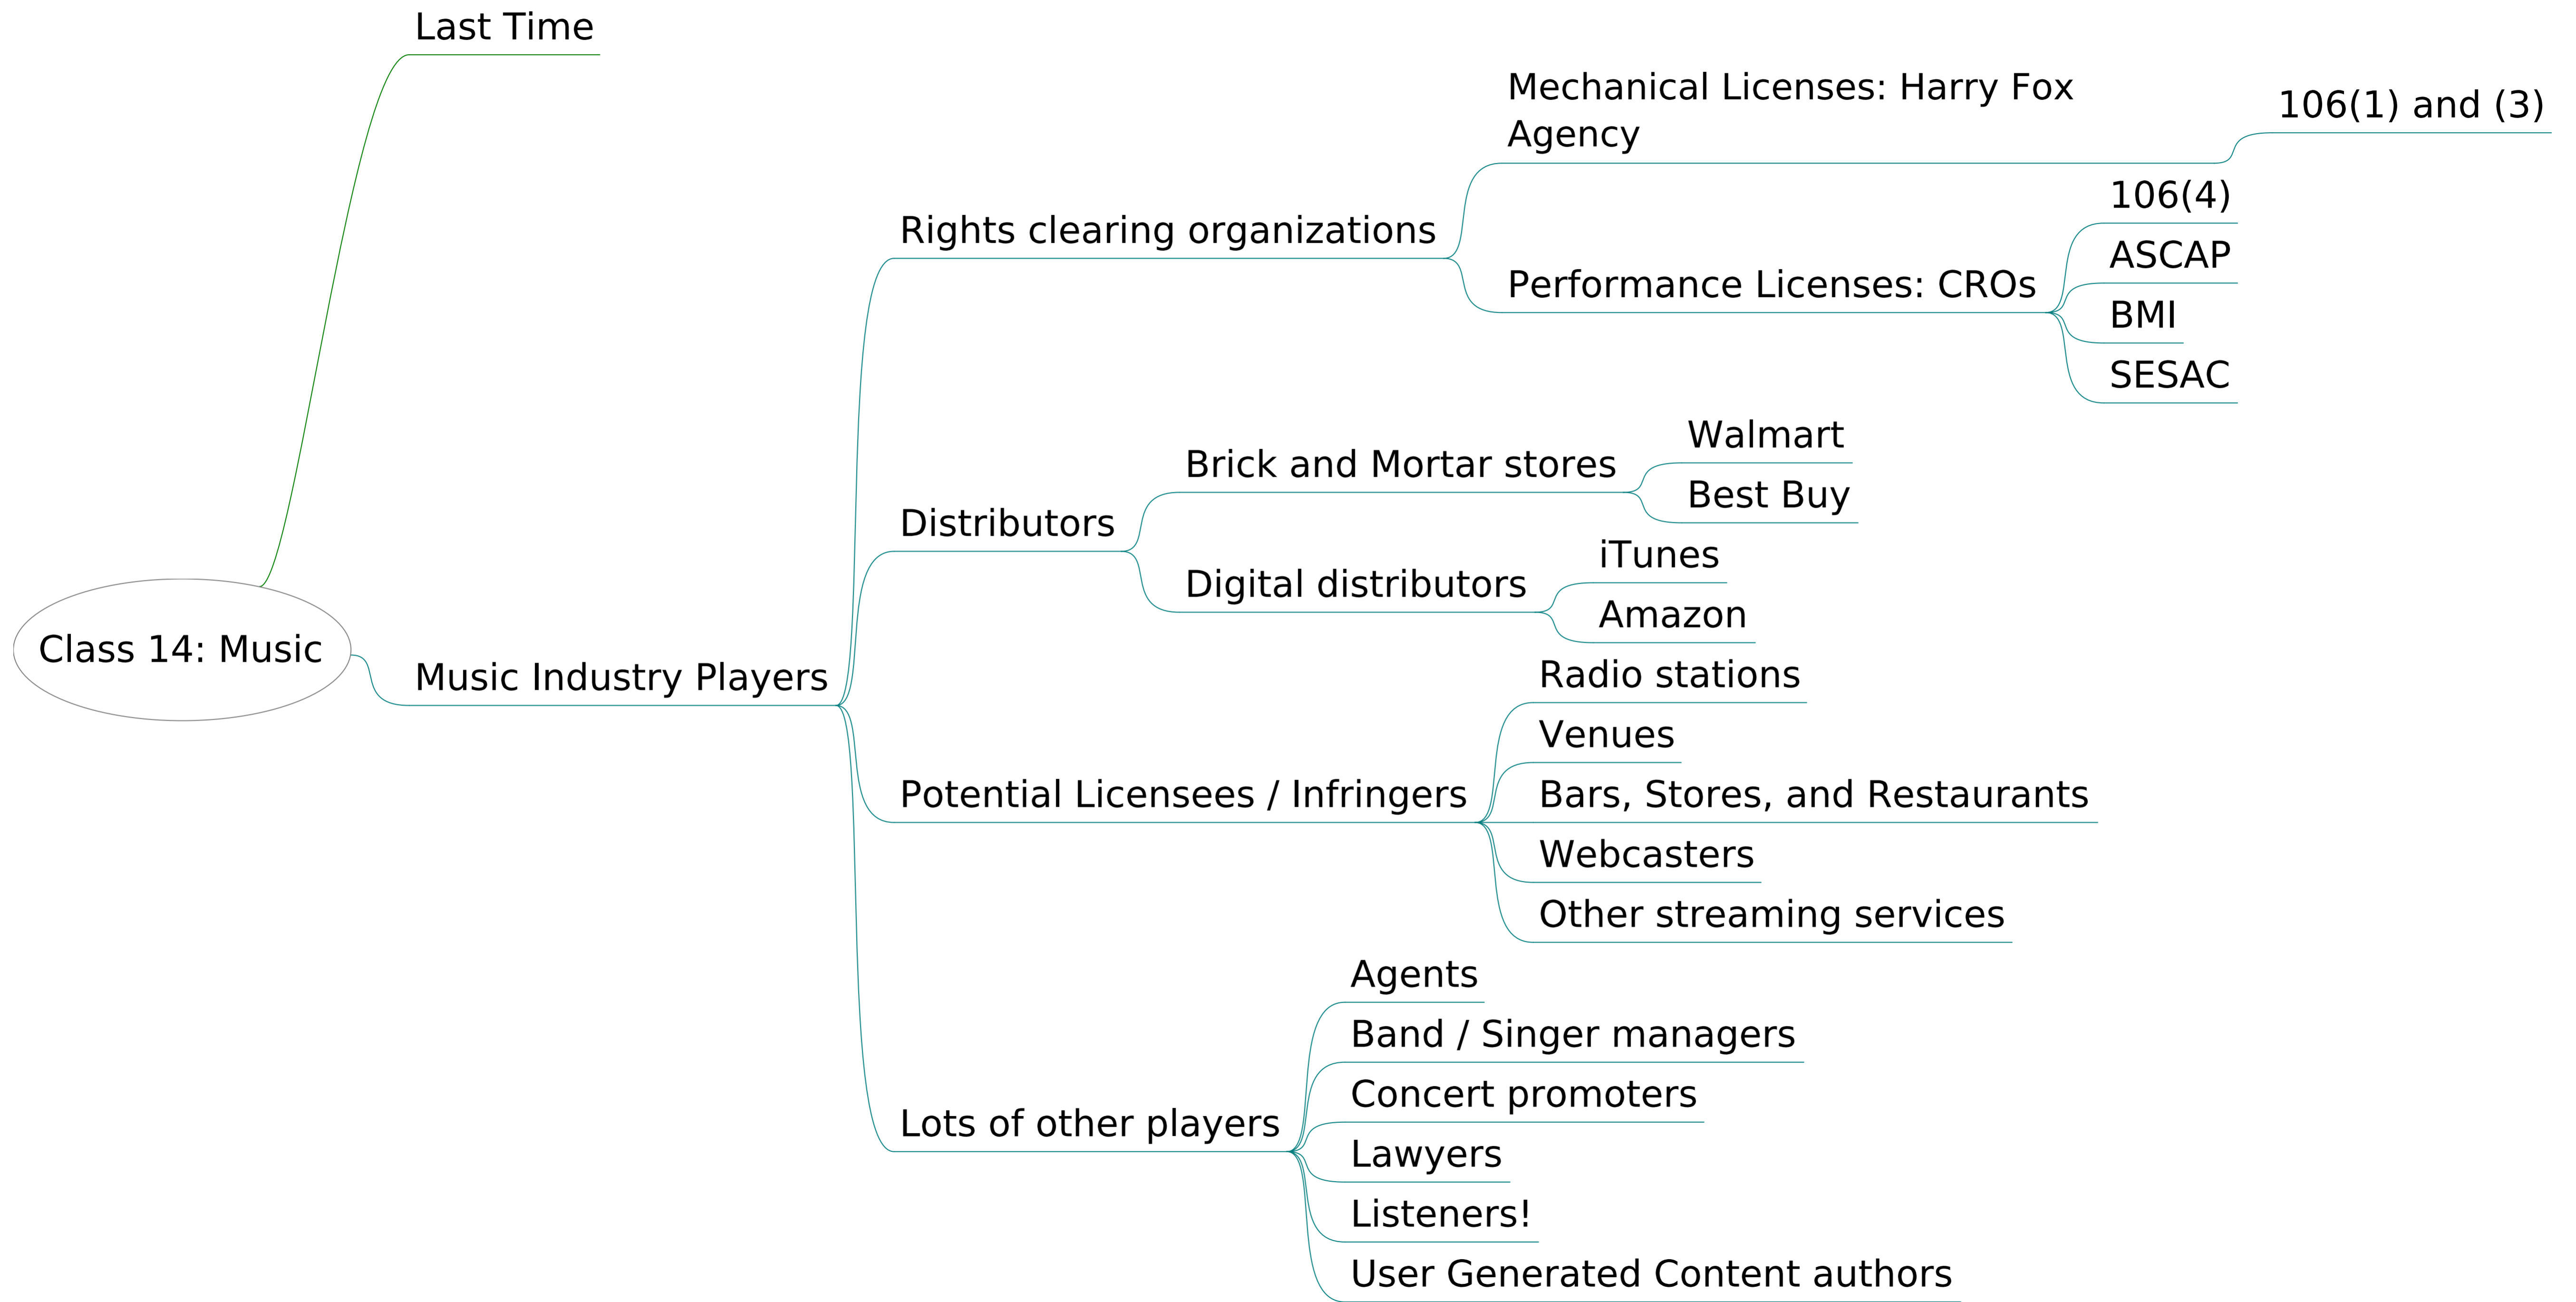 Last Time
Class 14: Music
Music Industry Players
Rights clearing organizations
Mechanical Licenses: Harry Fox
Agency
106(1) and (3)
Performance Licenses: CROs
106(4)
ASCAP
BMI
SESAC
Distributors
Brick and Mortar stores
Walmart
Best Buy
Digital distributors
iTunes
Amazon
Potential Licensees / Infringers
Radio stations
Venues
Bars, Stores, and Restaurants
Webcasters
Other streaming services
Lots of other players
Agents
Band / Singer managers
Concert promoters
Lawyers
Listeners!
User Generated Content authors